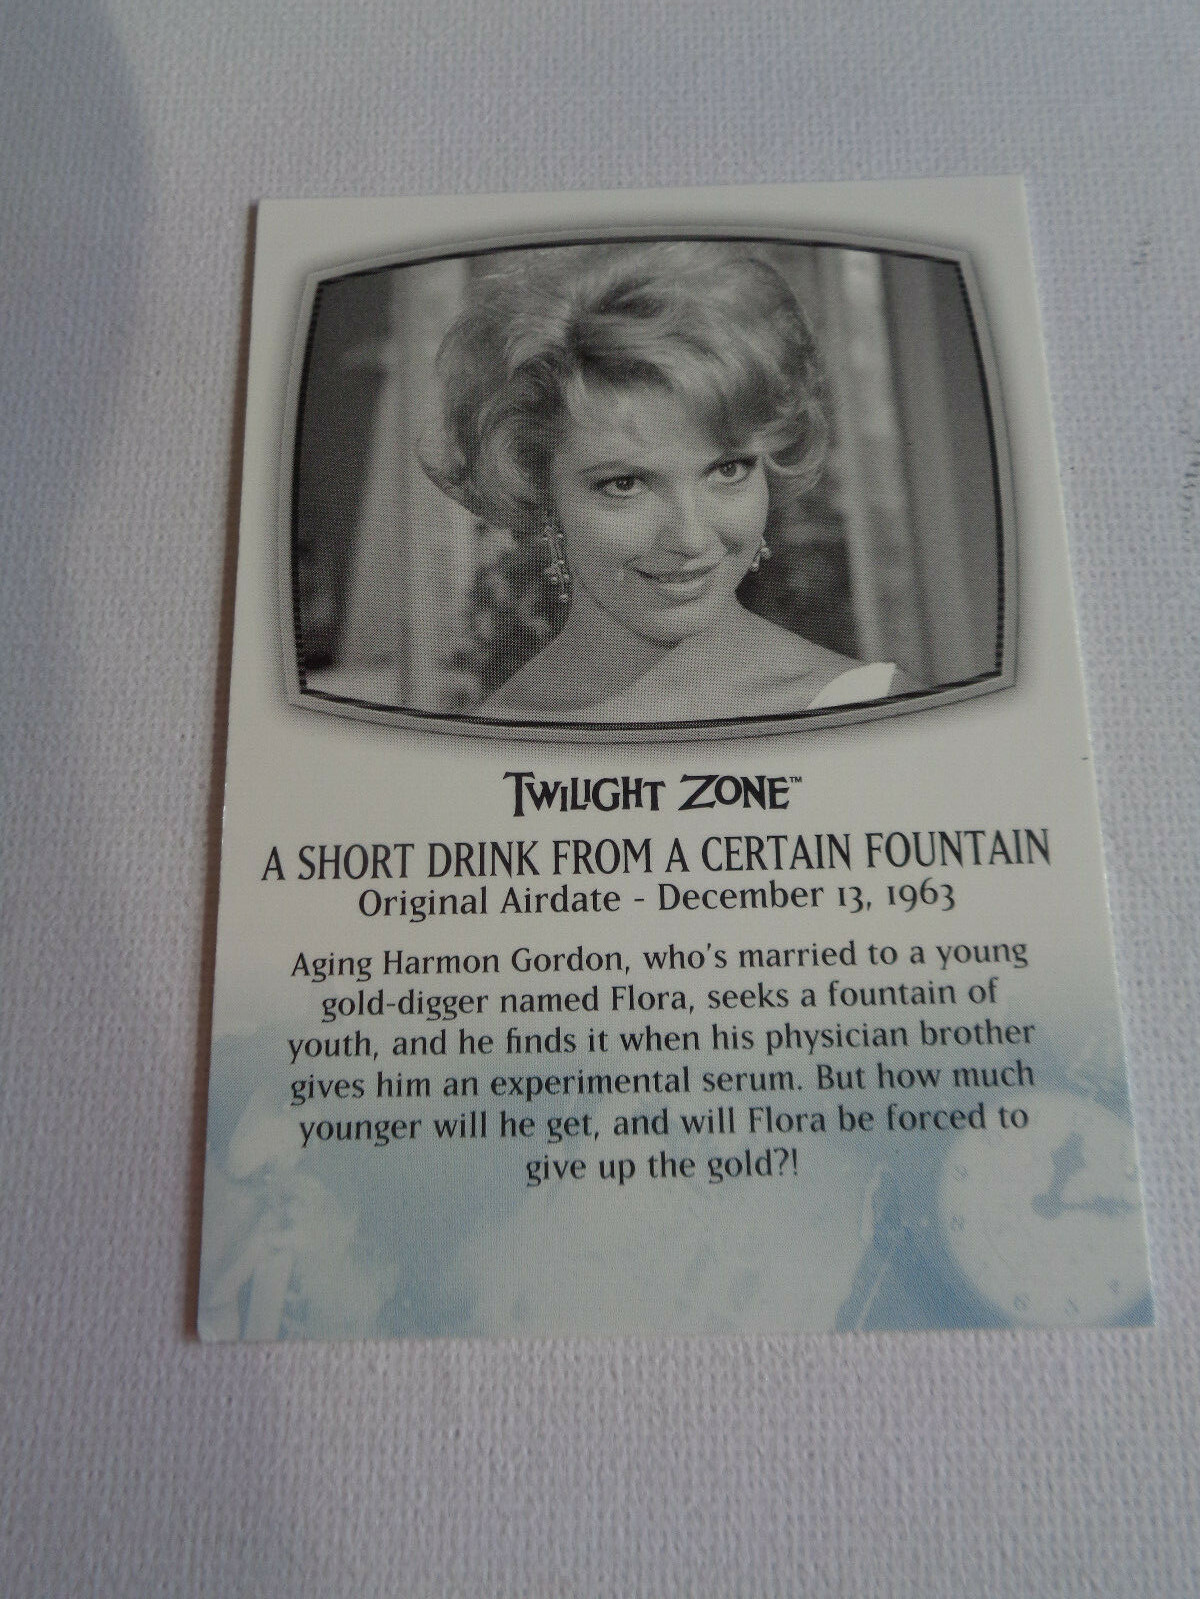 TWILIGHT ZONE™
A SHORT DRINK FROM A CERTAIN FOUNTAIN
Original Airdate - December 13, 1963
Aging Harmon Gordon, who's married to a young
gold-digger named Flora, seeks a fountain of
youth, and he finds it when his physician brother
gives him an experimental serum. But how much
younger will he get, and will Flora be forced to
give up the gold?!